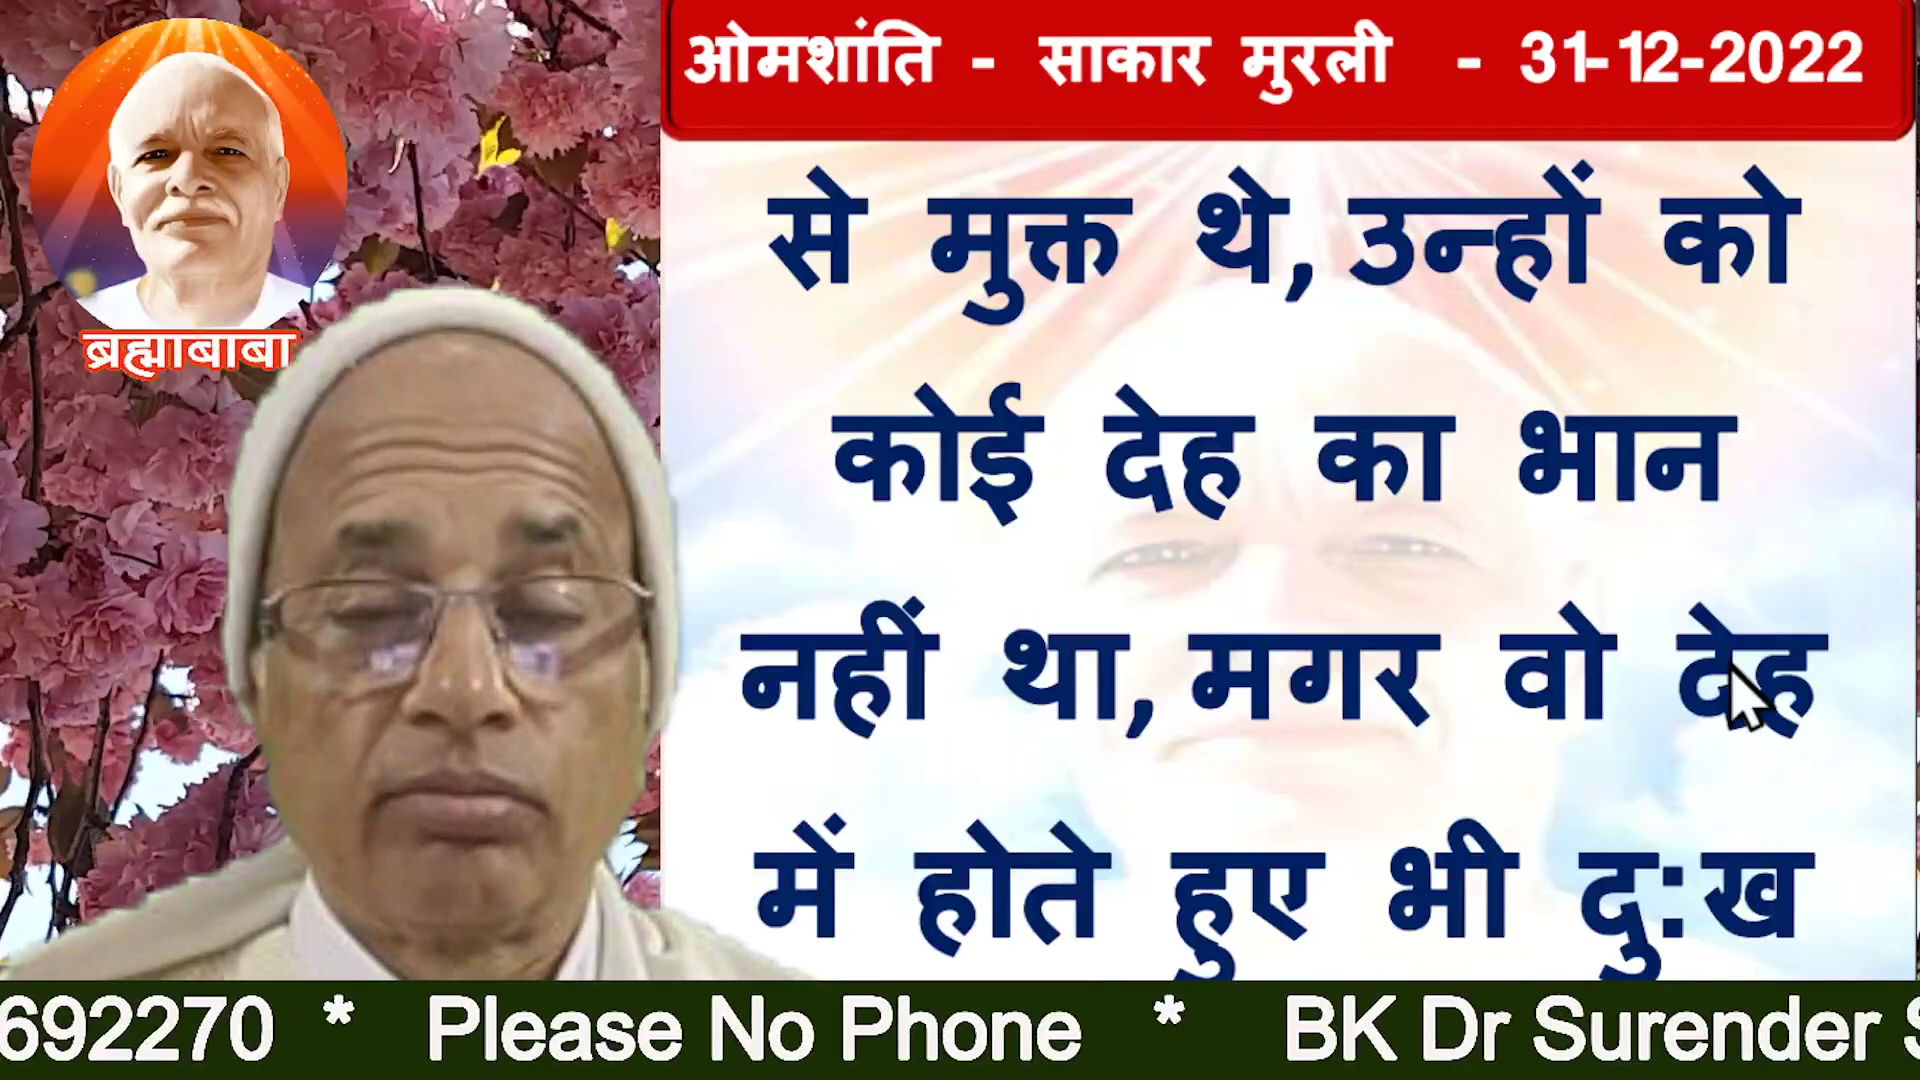 ओमशांति - साकार मुरली - 31-12-2022
ब्रह्माबाबा
से मुक्त थे, उन्हों को
कोई देह का भान
नहीं था, मगर वो देह
में होते हुए भी दु:ख
692270 * Please No Phone * BK Dr Surender